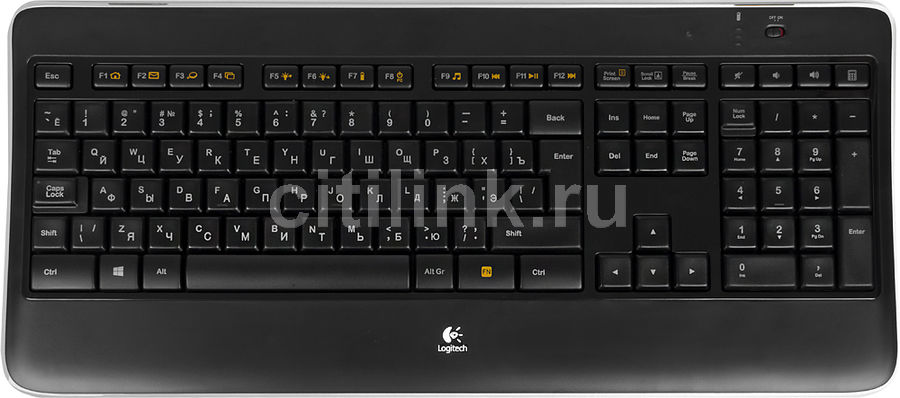 OFF ON
Esc F1 F2 F3 F4 F5 F6 F7 F8 PC F9 F10 F11 F12 Print Screen Scroll Lock Pause Break
~ ` Ё ! 1 @ " 2 # № 3 $ ; 4 % 5 ^ : 6 & ? 7 * 8 ( 9 ) 0 - + = Back Ins Home Page Up Num Lock / * -
Tab Q Й W Ц E У R К T Е Y Н U Г I Ш O Щ P З [ Х ] Ъ Enter Del End Page Down 7 Home 8 9 Pg Up +
Caps Lock A Ф S Ы D В F А G П H Р J О K Л L Д ; Ж ' Э \ / 4 5 6
Shift \ / Z Я X Ч C С V М B И N Т M Ь < Б > Ю / ? Shift 1 End 2 3 Pg Dn Enter
Ctrl Alt Alt Gr FN Ctrl 0 Ins Del
citilink.ru
Logitech